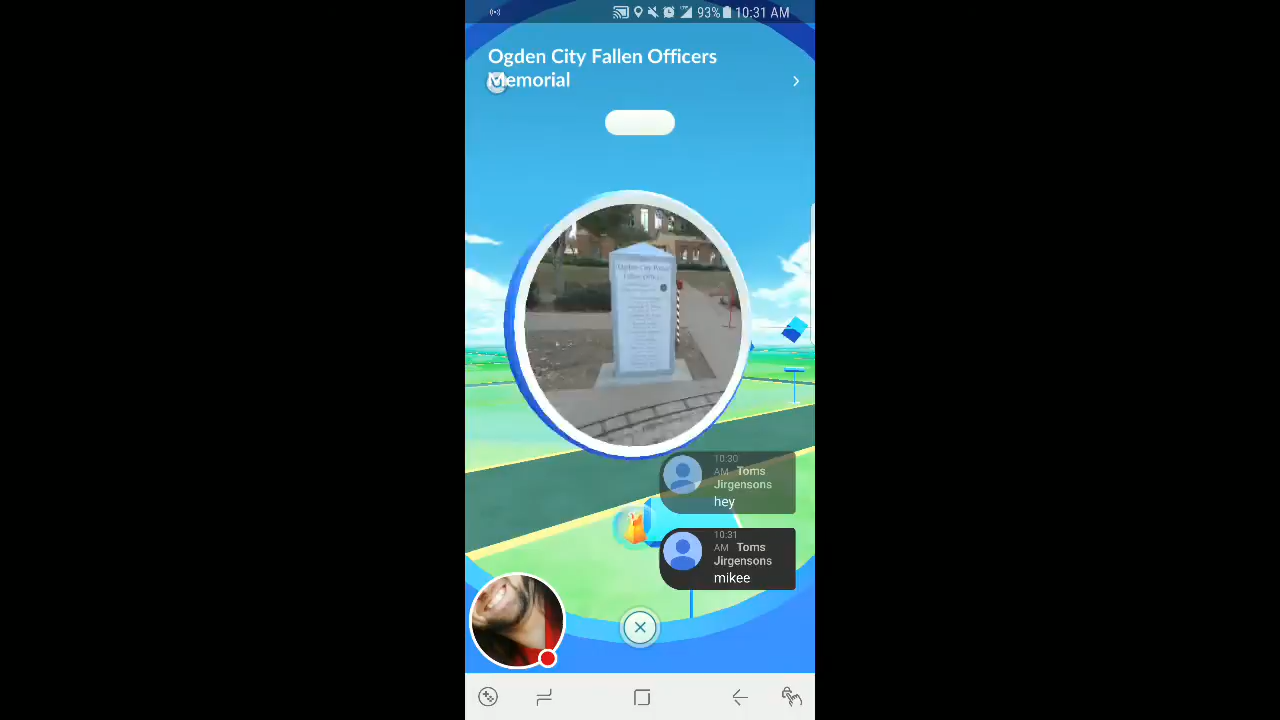 93% 10:31 AM
Ogden City Fallen Officers
Memorial
10:30
AM Toms
Jirgensons
hey
10:31
AM Toms
Jirgensons
mikee